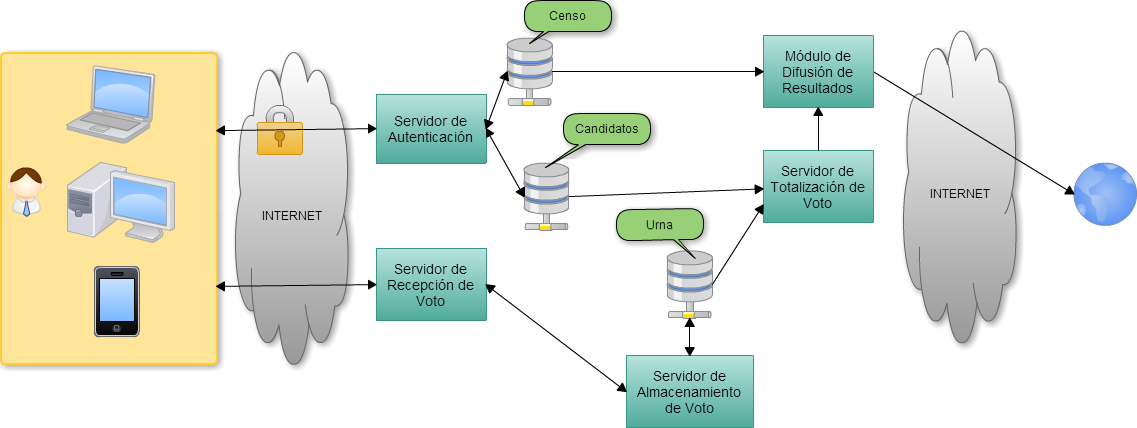 Censo
Módulo de
Difusión de
Resultados
Servidor de
Autenticación
Candidatos
Servidor de
Totalización de
Voto
INTERNET
INTERNET
Urna
Servidor de
Recepción de
Voto
Servidor de
Almacenamiento
de Voto